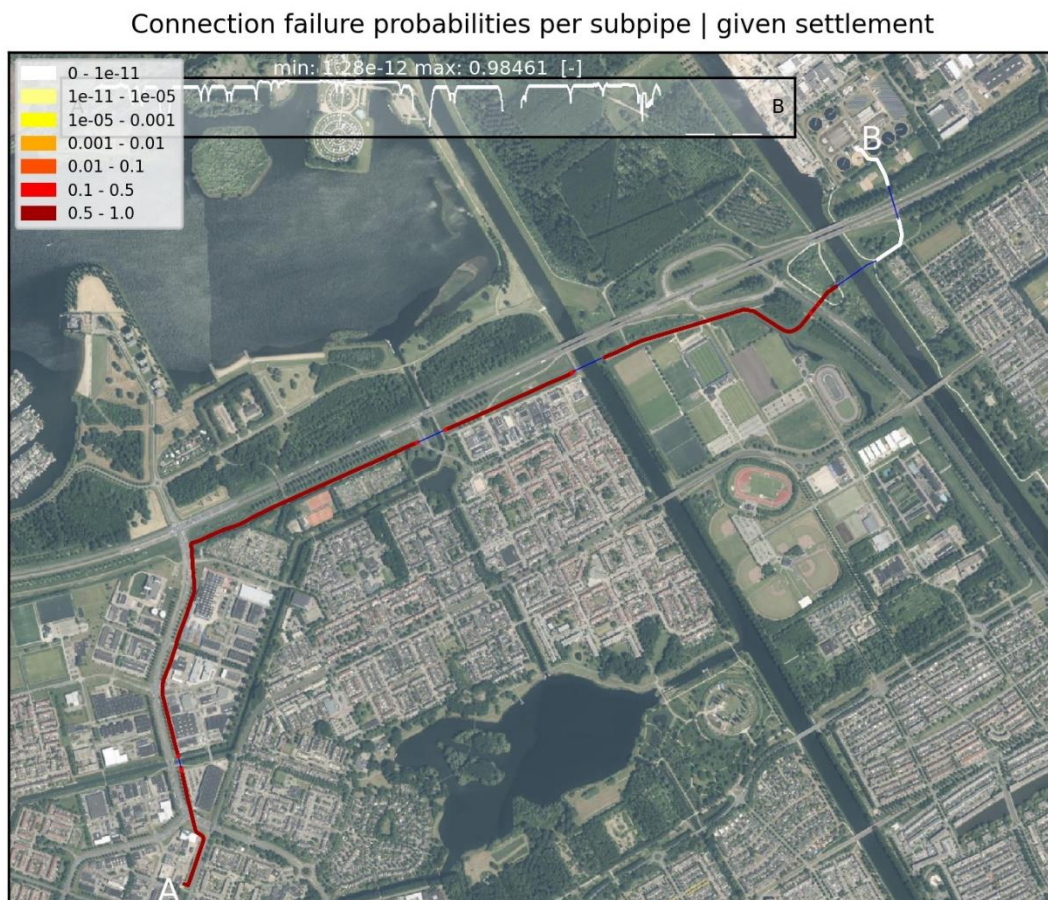 Connection failure probabilities per subpipe | given settlement
min: 1.28e-12 max: 0.98461 [-]
0 - 1e-11
1e-11 - 1e-05
1e-05 - 0.001
0.001 - 0.01
0.01 - 0.1
0.1 - 0.5
0.5 - 1.0
A
B
B
A